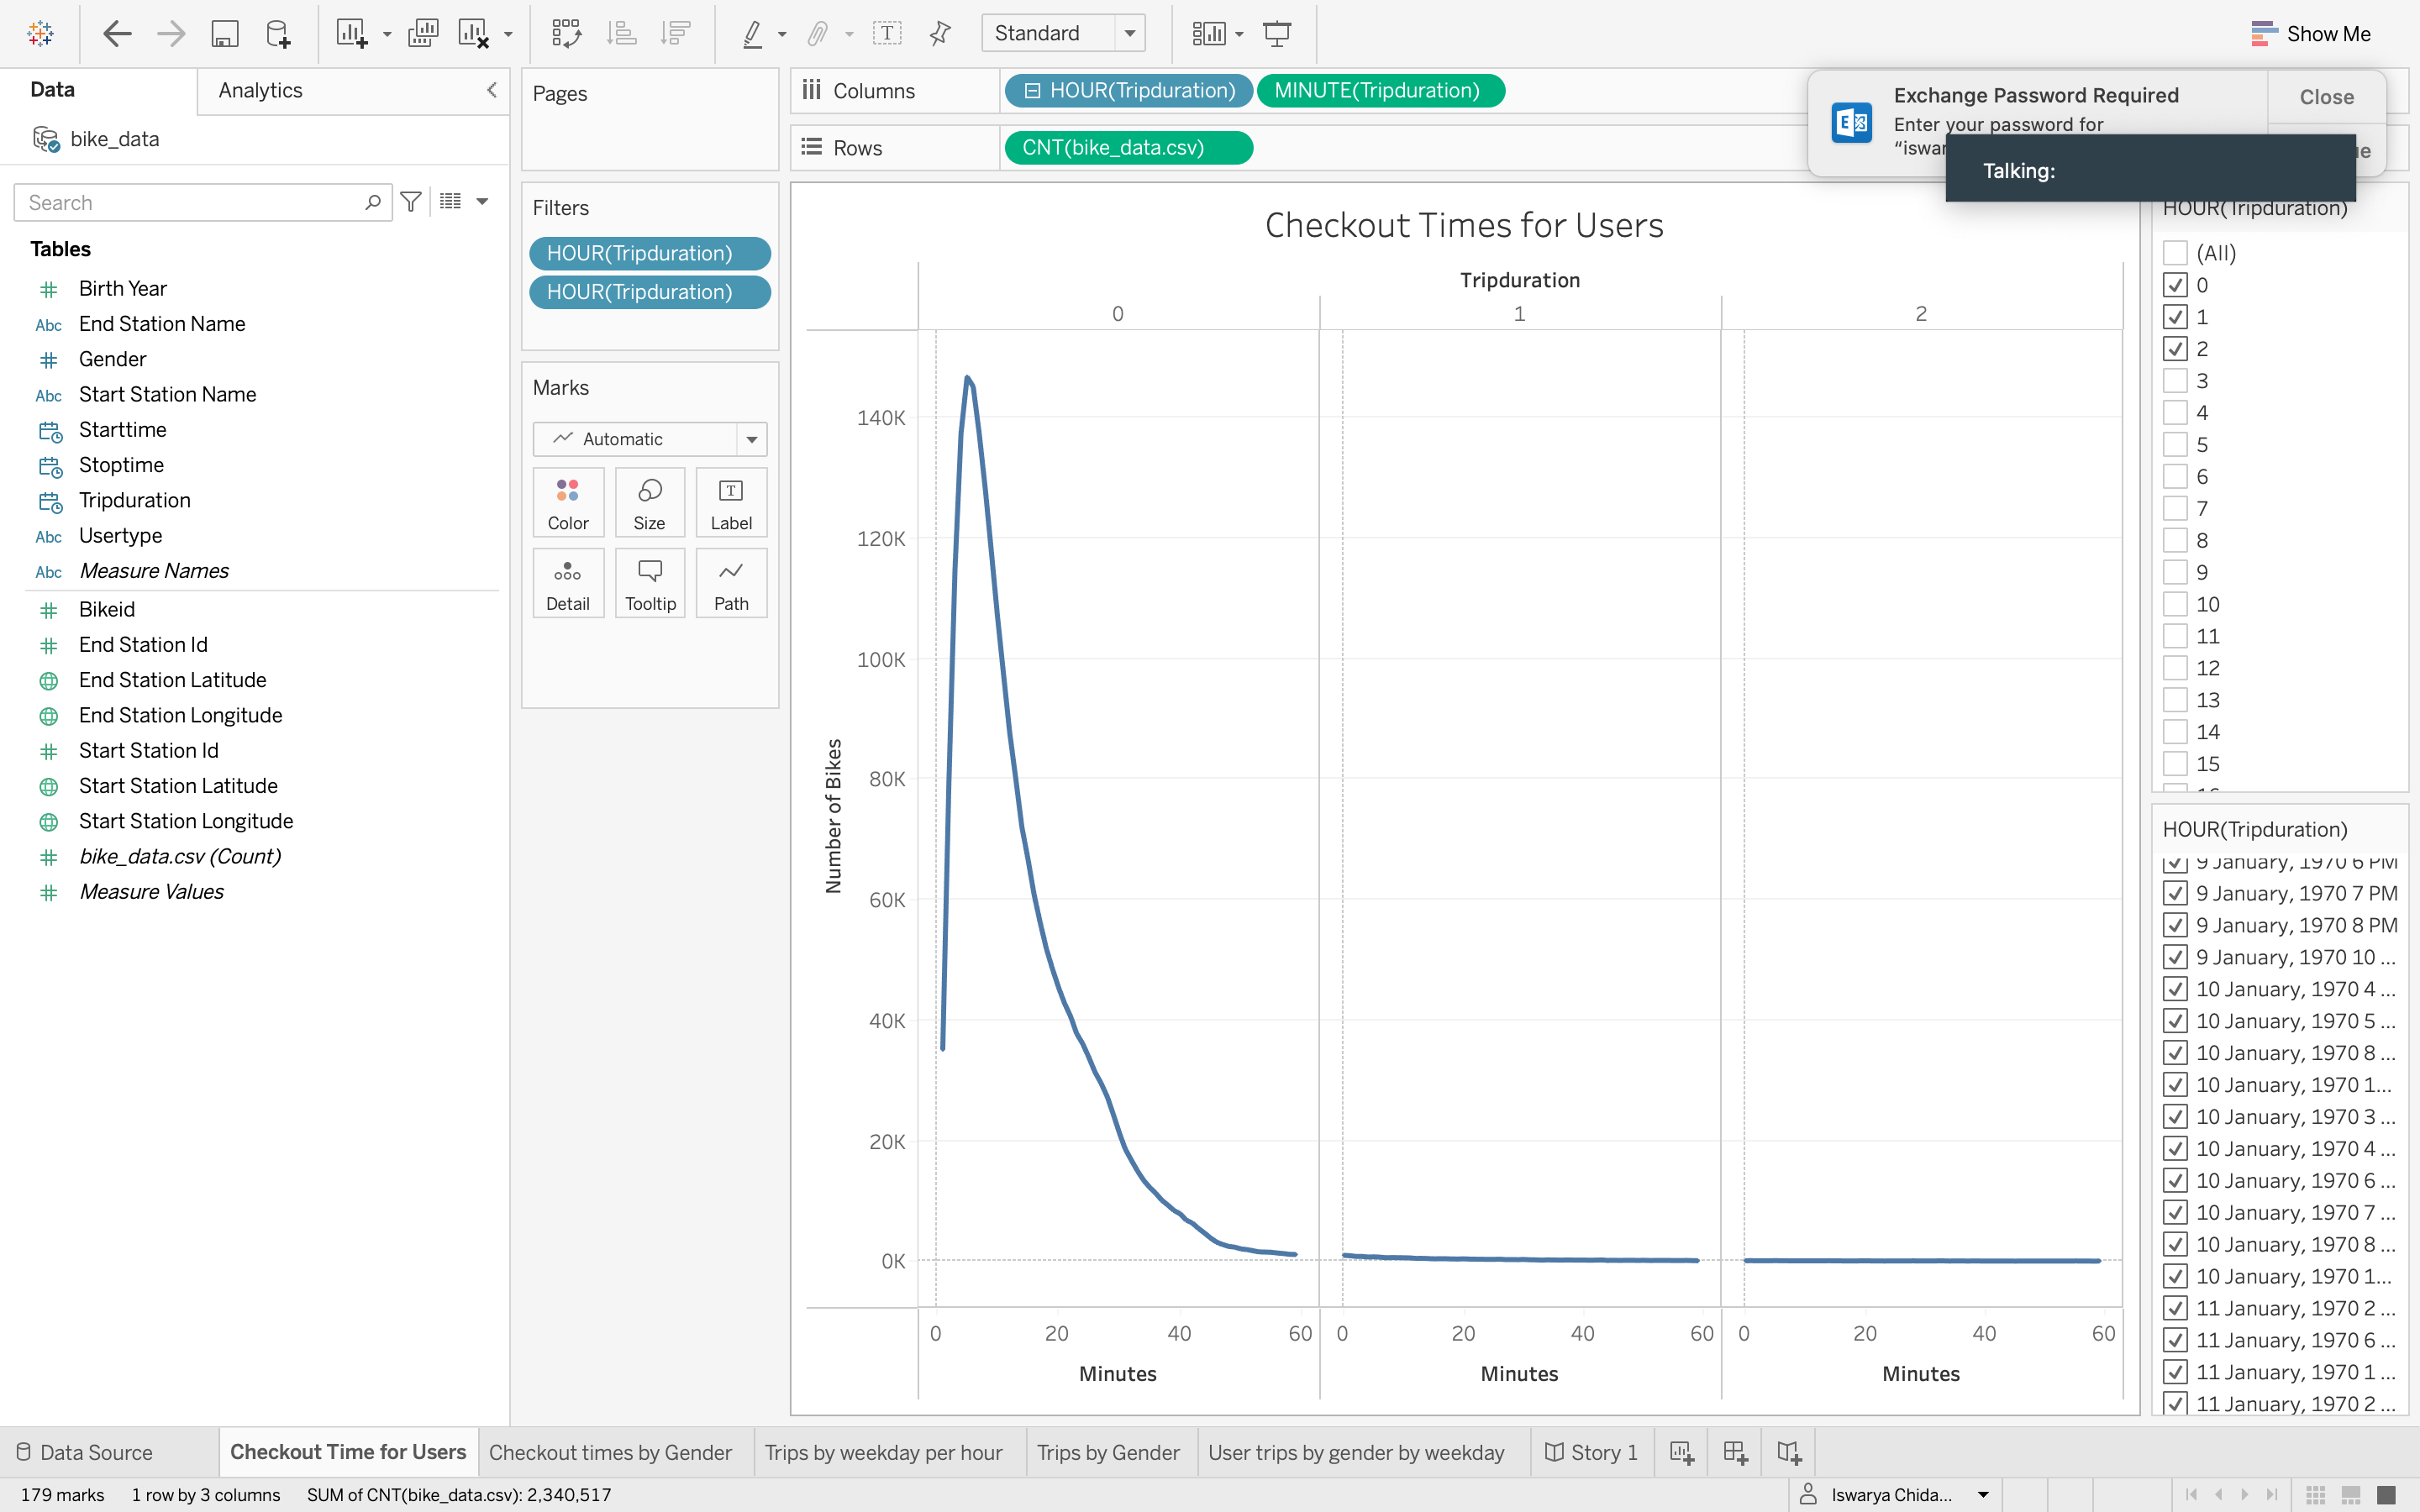 Standard
Show Me
Data
Analytics
bike_data
Search
Tables
Birth Year
Abc End Station Name
Gender
Abc Start Station Name
Starttime
Stoptime
Tripduration
Abc Usertype
Abc Measure Names
Bikeid
End Station Id
End Station Latitude
End Station Longitude
Start Station Id
Start Station Latitude
Start Station Longitude
bike_data.csv (Count)
Measure Values
Pages
Filters
HOUR(Tripduration)
HOUR(Tripduration)
Marks
Automatic
Color Size Label
Detail Tooltip Path
Columns HOUR(Tripduration) MINUTE(Tripduration)
Rows CNT(bike_data.csv)
Exchange Password Required
Enter your password for
Close
Talking:
Checkout Times for Users
Tripduration
0 1 2
Number of Bikes
140K
120K
100K
80K
60K
40K
20K
0K
0 20 40 60 0 20 40 60 0 20 40 60
Minutes Minutes Minutes
HOUR(Tripduration)
(All)
0
1
2
3
4
5
6
7
8
9
10
11
12
13
14
15
HOUR(Tripduration)
9 January, 1970 6 PM
9 January, 1970 7 PM
9 January, 1970 8 PM
9 January, 1970 10 ...
10 January, 1970 4 ...
10 January, 1970 5 ...
10 January, 1970 8 ...
10 January, 1970 1...
10 January, 1970 3 ...
10 January, 1970 4 ...
10 January, 1970 6 ...
10 January, 1970 7 ...
10 January, 1970 8 ...
10 January, 1970 1...
11 January, 1970 2 ...
11 January, 1970 6 ...
11 January, 1970 1 ...
11 January, 1970 2 ...
Data Source
Checkout Time for Users
Checkout times by Gender
Trips by weekday per hour
Trips by Gender
User trips by gender by weekday
Story 1
179 marks 1 row by 3 columns SUM of CNT(bike_data.csv): 2,340,517
Iswarya Chida...